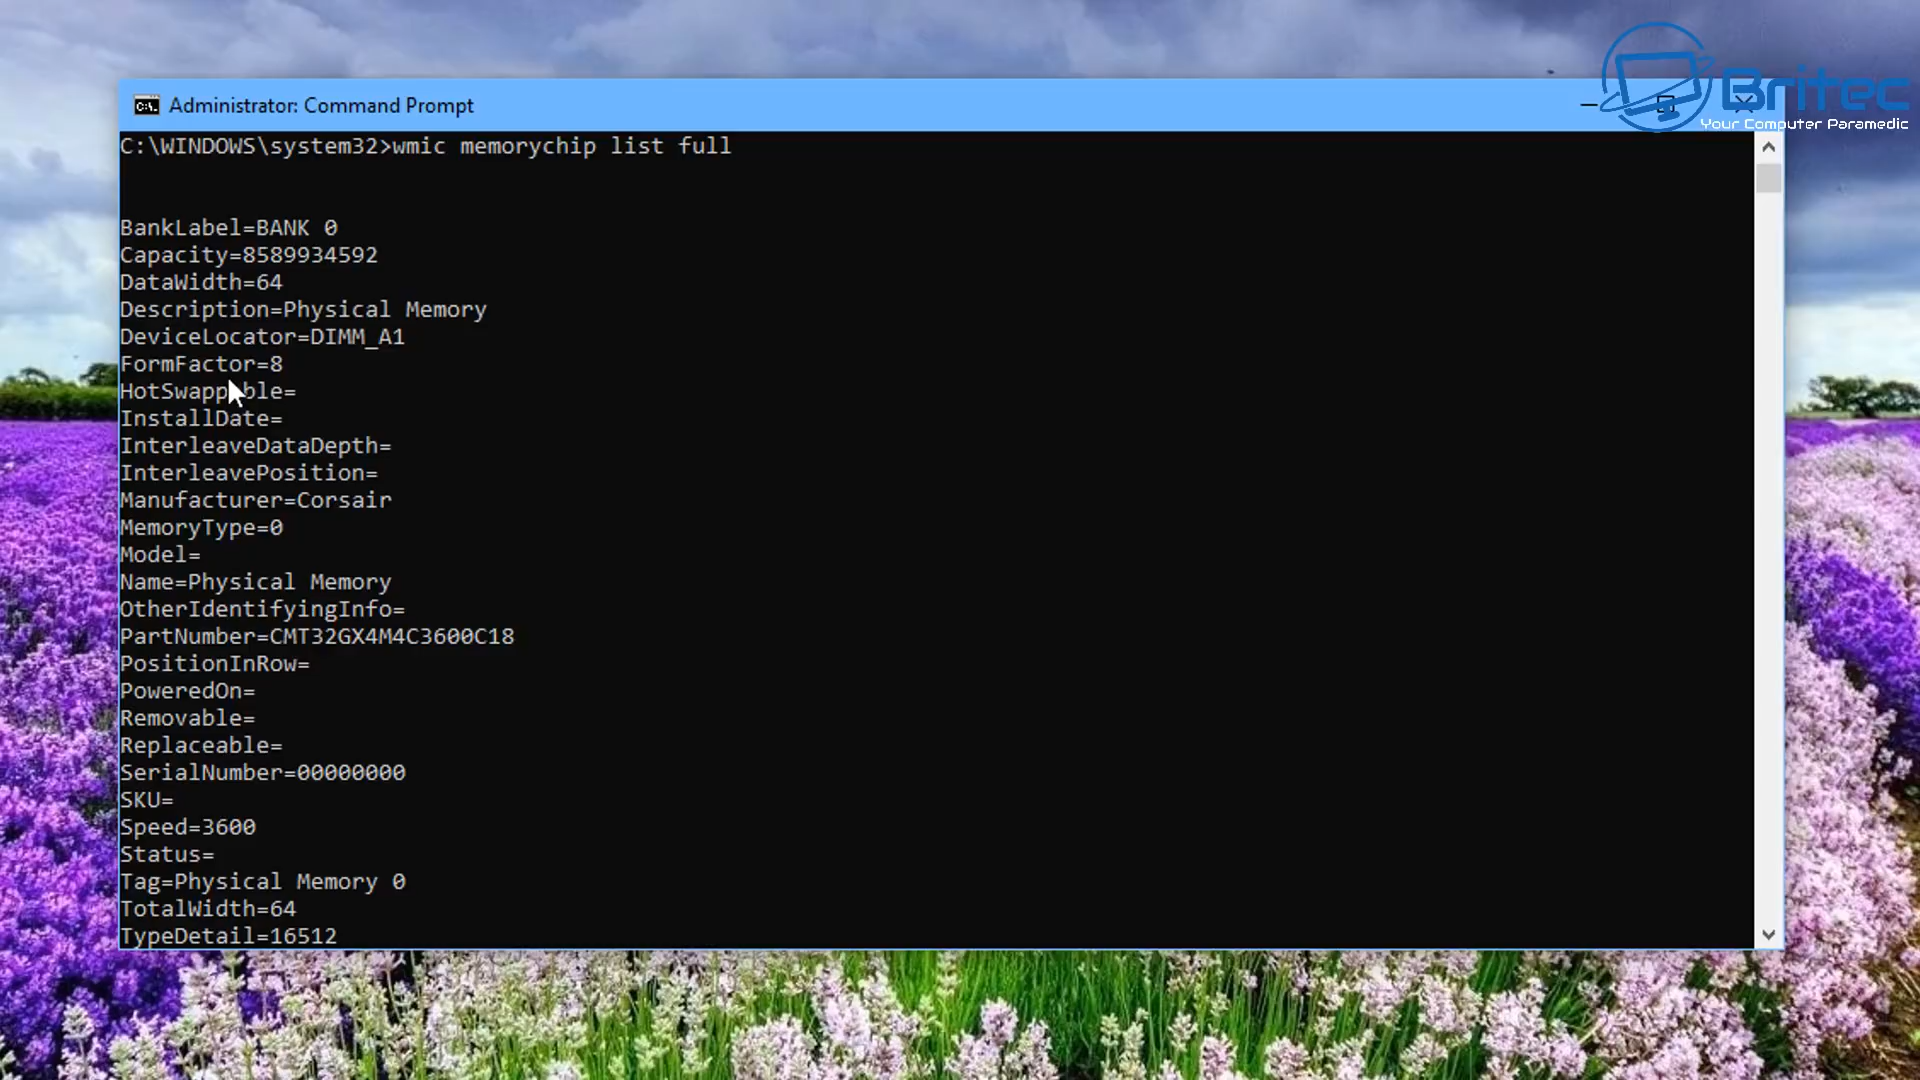 Britec
Your Computer Paramedic
Administrator: Command Prompt
C:\WINDOWS\system32>wmic memorychip list full
BankLabel=BANK 0
Capacity=8589934592
DataWidth=64
Description=Physical Memory
DeviceLocator=DIMM_A1
FormFactor=8
HotSwappable=
InstallDate=
InterleaveDataDepth=
InterleavePosition=
Manufacturer=Corsair
MemoryType=0
Model=
Name=Physical Memory
OtherIdentifyingInfo=
PartNumber=CMT32GX4M4C3600C18
PositionInRow=
PoweredOn=
Removable=
Replaceable=
SerialNumber=00000000
SKU=
Speed=3600
Status=
Tag=Physical Memory 0
TotalWidth=64
TypeDetail=16512